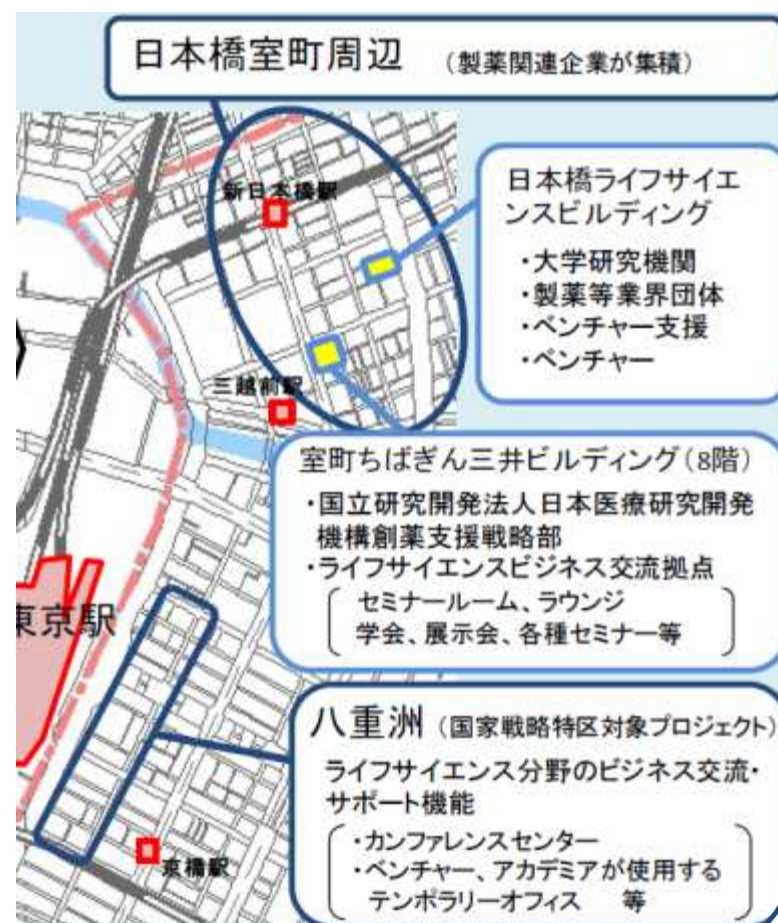 日本橋室町周辺 （製薬関連企業が集積）
新日本橋駅
日本橋ライフサイエ
ンスビルディング
・大学研究機関
・製薬等業界団体
・ベンチャー支援
・ベンチャー
三越前駅
室町ちばぎん三井ビルディング（8階）
・国立研究開発法人日本医療研究開発
機構創薬支援戦略部
・ライフサイエンスビジネス交流拠点
セミナールーム、ラウンジ
学会、展示会、各種セミナー等
東京駅
八重洲 （国家戦略特区対象プロジェクト）
ライフサイエンス分野のビジネス交流・
サポート機能
・カンファレンスセンター
・ベンチャー、アカデミアが使用する
テンポラリーオフィス 等
京橋駅